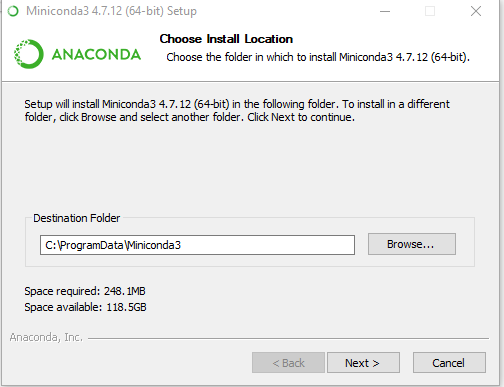 Miniconda3 4.7.12 (64-bit) Setup
ANACONDA
Choose Install Location
Choose the folder in which to install Miniconda3 4.7.12 (64-bit).
Setup will install Miniconda3 4.7.12 (64-bit) in the following folder. To install in a different
folder, click Browse and select another folder. Click Next to continue.
Destination Folder
C:\ProgramData\Miniconda3
Browse...
Space required: 248.1MB
Space available: 118.5GB
Anaconda, Inc.
< Back
Next >
Cancel